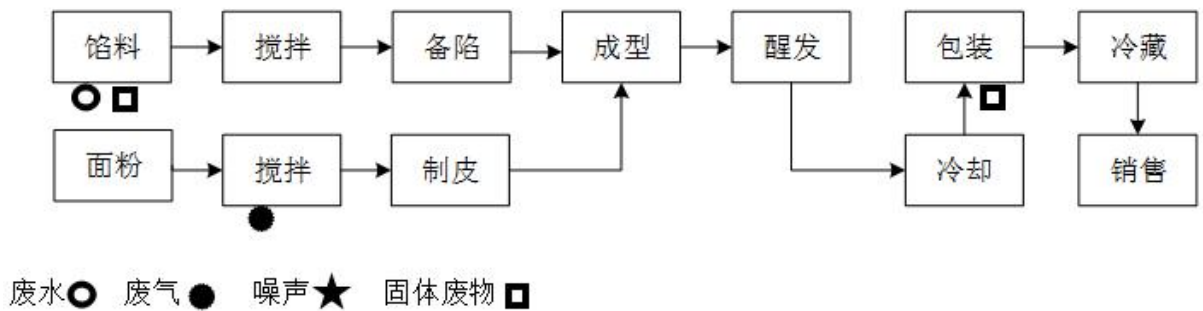 馅料 搅拌 备陷 成型 醒发 包装 冷藏
面粉 搅拌 制皮 冷却 销售
废水 废气 噪声 固体废物